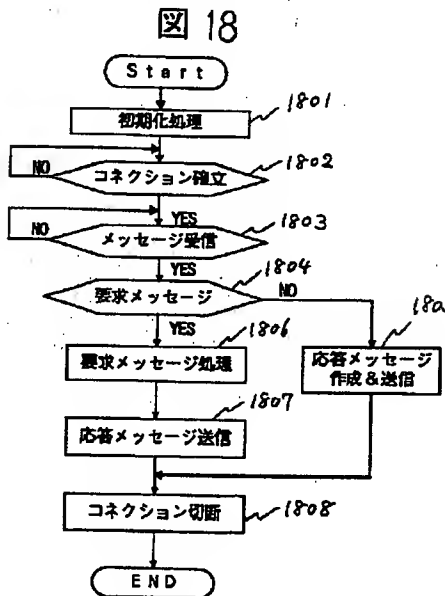 図 18
Start
1801
初期化処理
1802
NO
コネクション確立
YES
1803
NO
メッセージ受信
YES
1804
要求メッセージ
NO
YES
1806
18a
要求メッセージ処理
応答メッセージ
作成&送信
1807
応答メッセージ送信
1808
コネクション切断
END